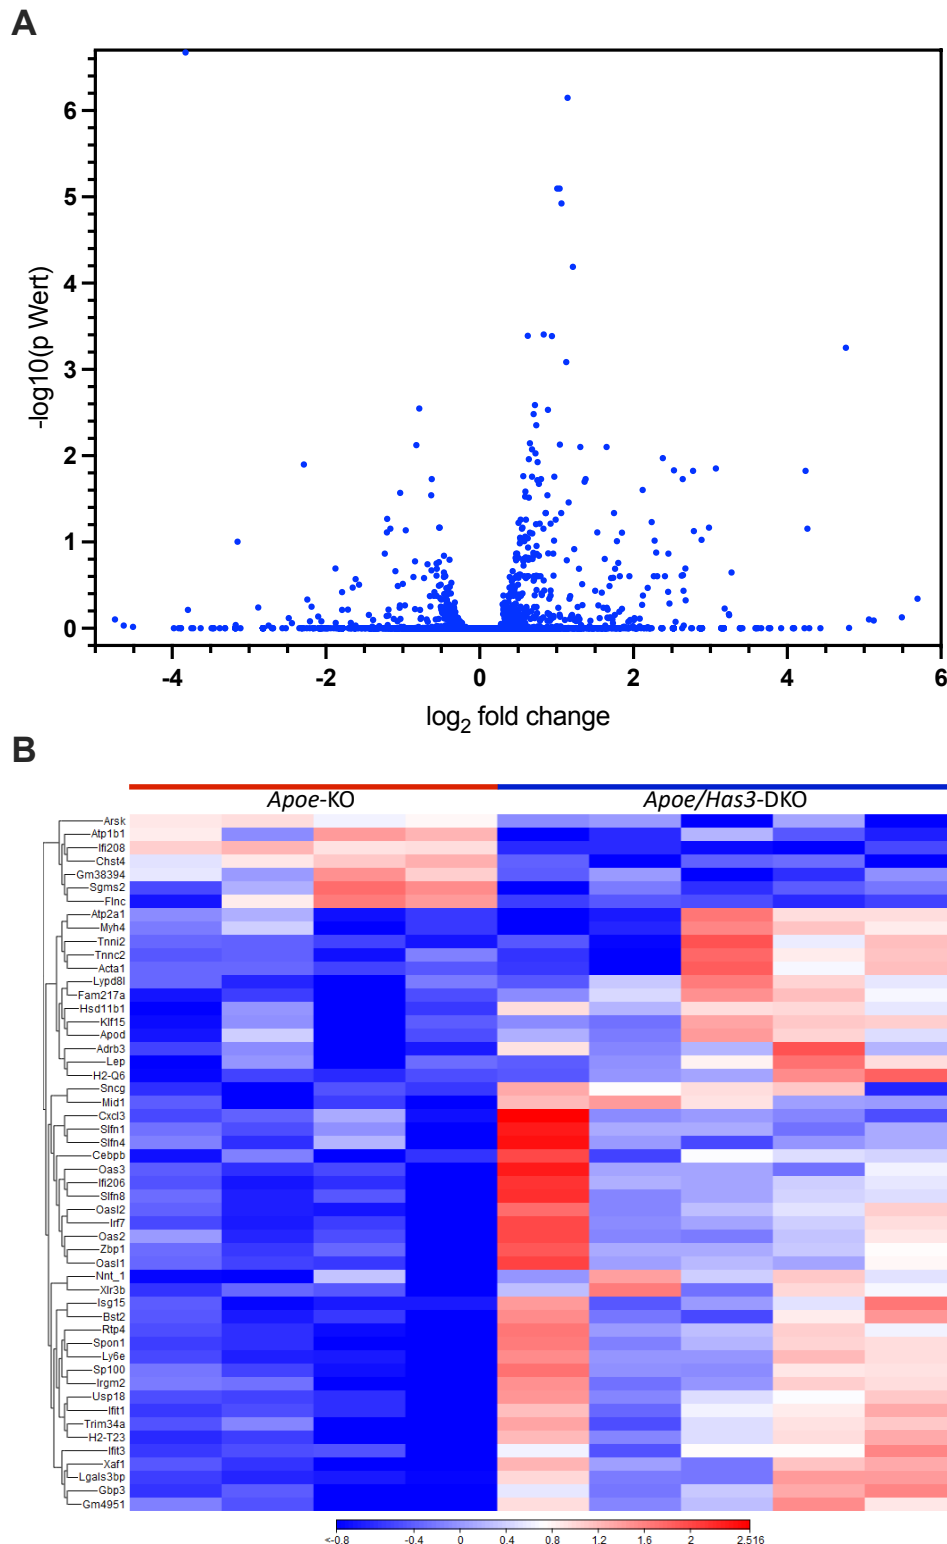 A
6
5
4
3
2
1
0
-log10(p Wert)
-4 -2 0 2 4 6
log2 fold change
B
Apoe-KO Apoe/Has3-DKO
Arsk
Atp1b1
Ifi208
Chst4
Gm38394
Sgms2
Flnc
Atp2a1
Myh4
Tnni2
Tnnc2
Acta1
Lypd8l
Fam217a
Hsd11b1
Klf15
Apod
Adrb3
Lep
H2-Q6
Sncg
Mid1
Cxcl3
Slfn1
Slfn4
Cebpb
Oas3
Ifi206
Slfn8
Oasl2
Irf7
Oas2
Zbp1
Oasl1
Nnt_1
Xlr3b
Isg15
Bst2
Rtp4
Spon1
Ly6e
Sp100
Irgm2
Usp18
Ifit1
Trim34a
H2-T23
Ifit3
Xaf1
Lgals3bp
Gbp3
Gm4951
<-0.8 -0.4 0 0.4 0.8 1.2 1.6 2 2.516